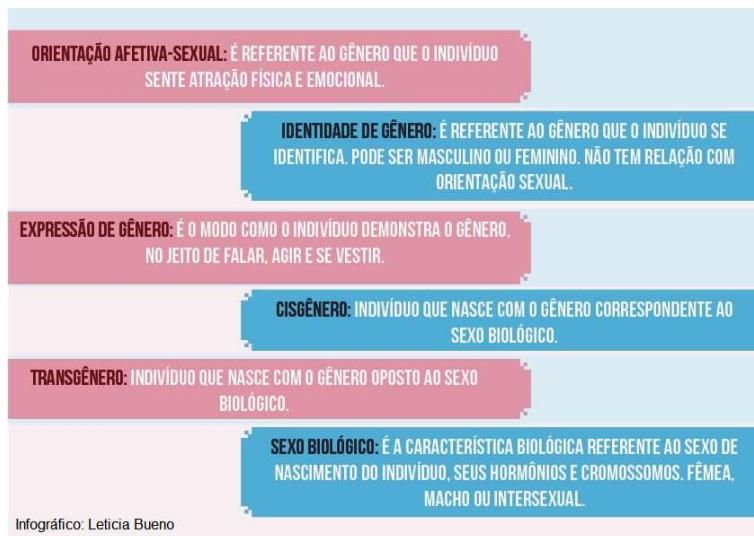 ORIENTAÇÃO AFETIVA-SEXUAL: É REFERENTE AO GÊNERO QUE O INDIVÍDUO
SENTE ATRAÇÃO FÍSICA E EMOCIONAL.
IDENTIDADE DE GÊNERO: É REFERENTE AO GÊNERO QUE O INDIVÍDUO SE
IDENTIFICA. PODE SER MASCULINO OU FEMININO. NÃO TEM RELAÇÃO COM
ORIENTAÇÃO SEXUAL.
EXPRESSÃO DE GÊNERO: É O MODO COMO O INDIVÍDUO DEMONSTRA O GÊNERO,
NO JEITO DE FALAR, AGIR E SE VESTIR.
CISGÊNERO: INDIVÍDUO QUE NASCE COM O GÊNERO CORRESPONDENTE AO
SEXO BIOLÓGICO.
TRANSGÊNERO: INDIVÍDUO QUE NASCE COM O GÊNERO OPOSTO AO SEXO
BIOLÓGICO.
SEXO BIOLÓGICO: É A CARACTERÍSTICA BIOLÓGICA REFERENTE AO SEXO DE
NASCIMENTO DO INDIVÍDUO, SEUS HORMÔNIOS E CROMOSSOMOS. FÊMEA,
MACHO OU INTERSEXUAL.
Infográfico: Leticia Bueno